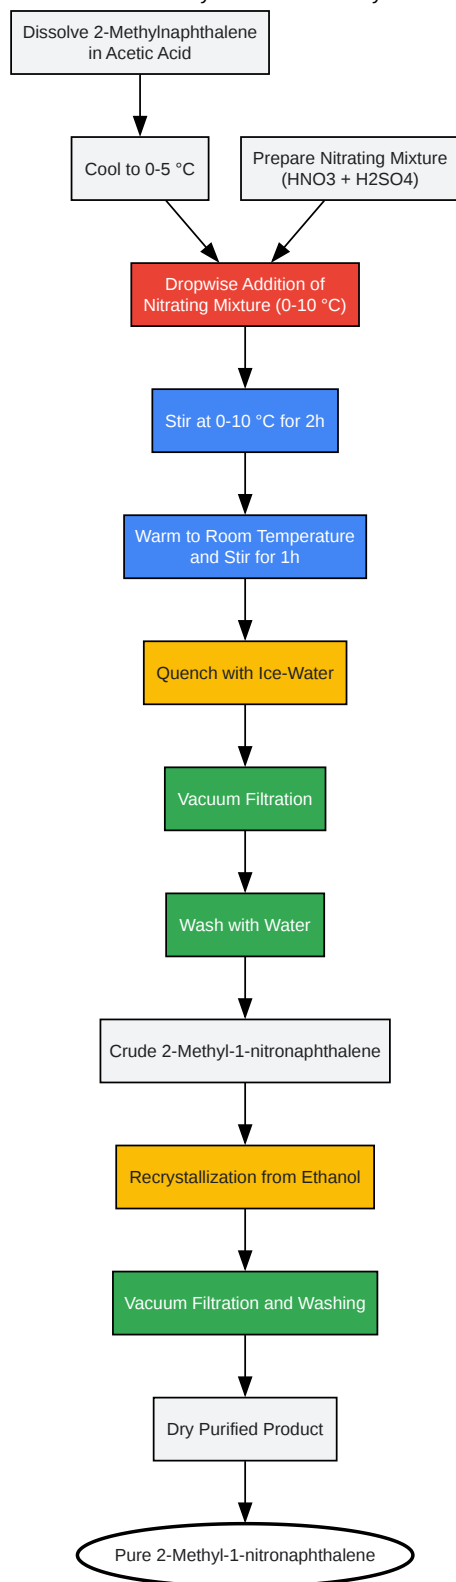 Dissolve 2-Methylnaphthalene
in Acetic Acid
Cool to 0-5 °C
Prepare Nitrating Mixture
(HNO3 + H2SO4)
Dropwise Addition of
Nitrating Mixture (0-10 °C)
Stir at 0-10 °C for 2h
Warm to Room Temperature
and Stir for 1h
Quench with Ice-Water
Vacuum Filtration
Wash with Water
Crude 2-Methyl-1-nitronaphthalene
Recrystallization from Ethanol
Vacuum Filtration and Washing
Dry Purified Product
Pure 2-Methyl-1-nitronaphthalene